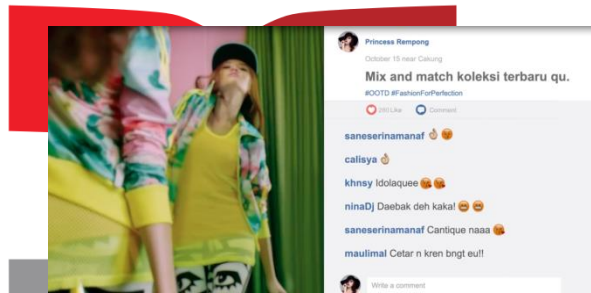 Princess Rempong
October 15 near Cakung
Mix and match koleksi terbaru qu.
#OOTD #FashionForPerfection
290 Like Comment
saneserinamanaf 👌 😘
calisya 👌
khnsy Idolaquee 😘 😘
ninaDj Daebak deh kaka! 😁 😁
saneserinamanaf Cantique naaa 😘
maulimal Cetar n kren bngt eu!!
Write a comment